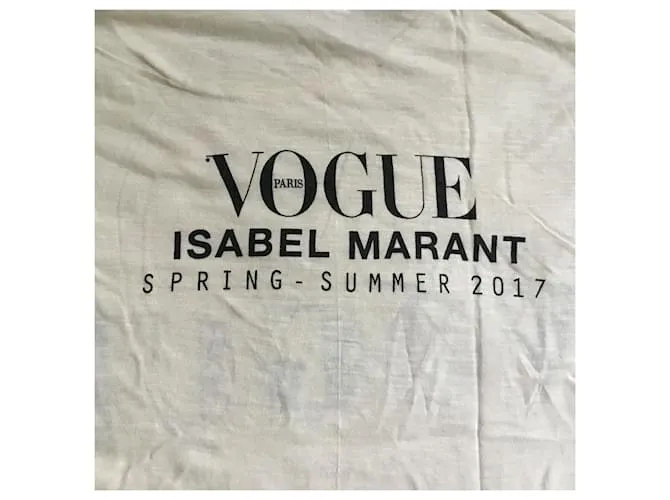 VOGUE
PARIS
ISABEL MARANT
SPRING-SUMMER 2017